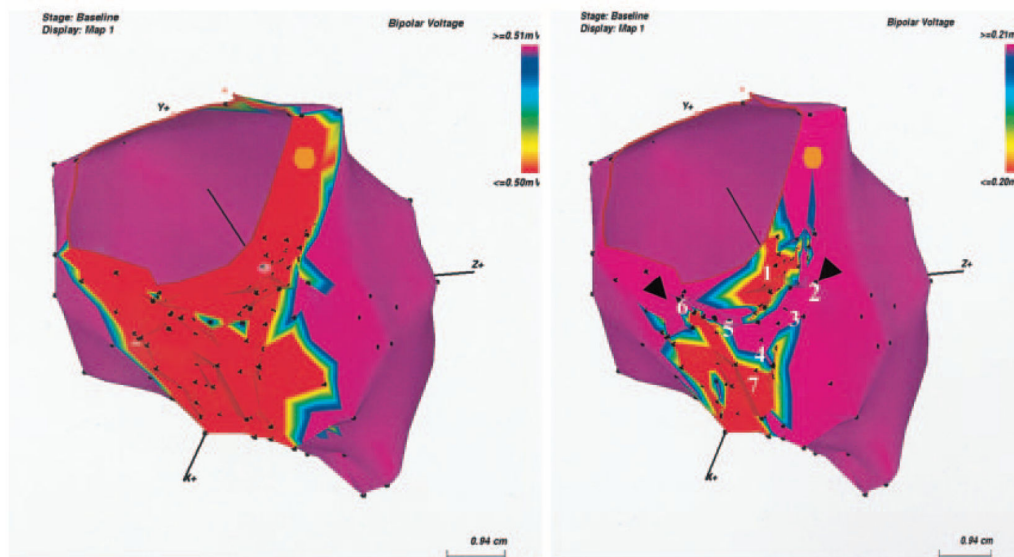 Stage: Baseline
Display: Map 1
Bipolar Voltage
>=0.51mV
<=0.50mV
Y+
Z+
X+
0.94 cm
Stage: Baseline
Display: Map 1
Bipolar Voltage
>=0.21m
<=0.20m
Y+
Z+
1
2
3
4
5
6
7
X+
0.94 cm